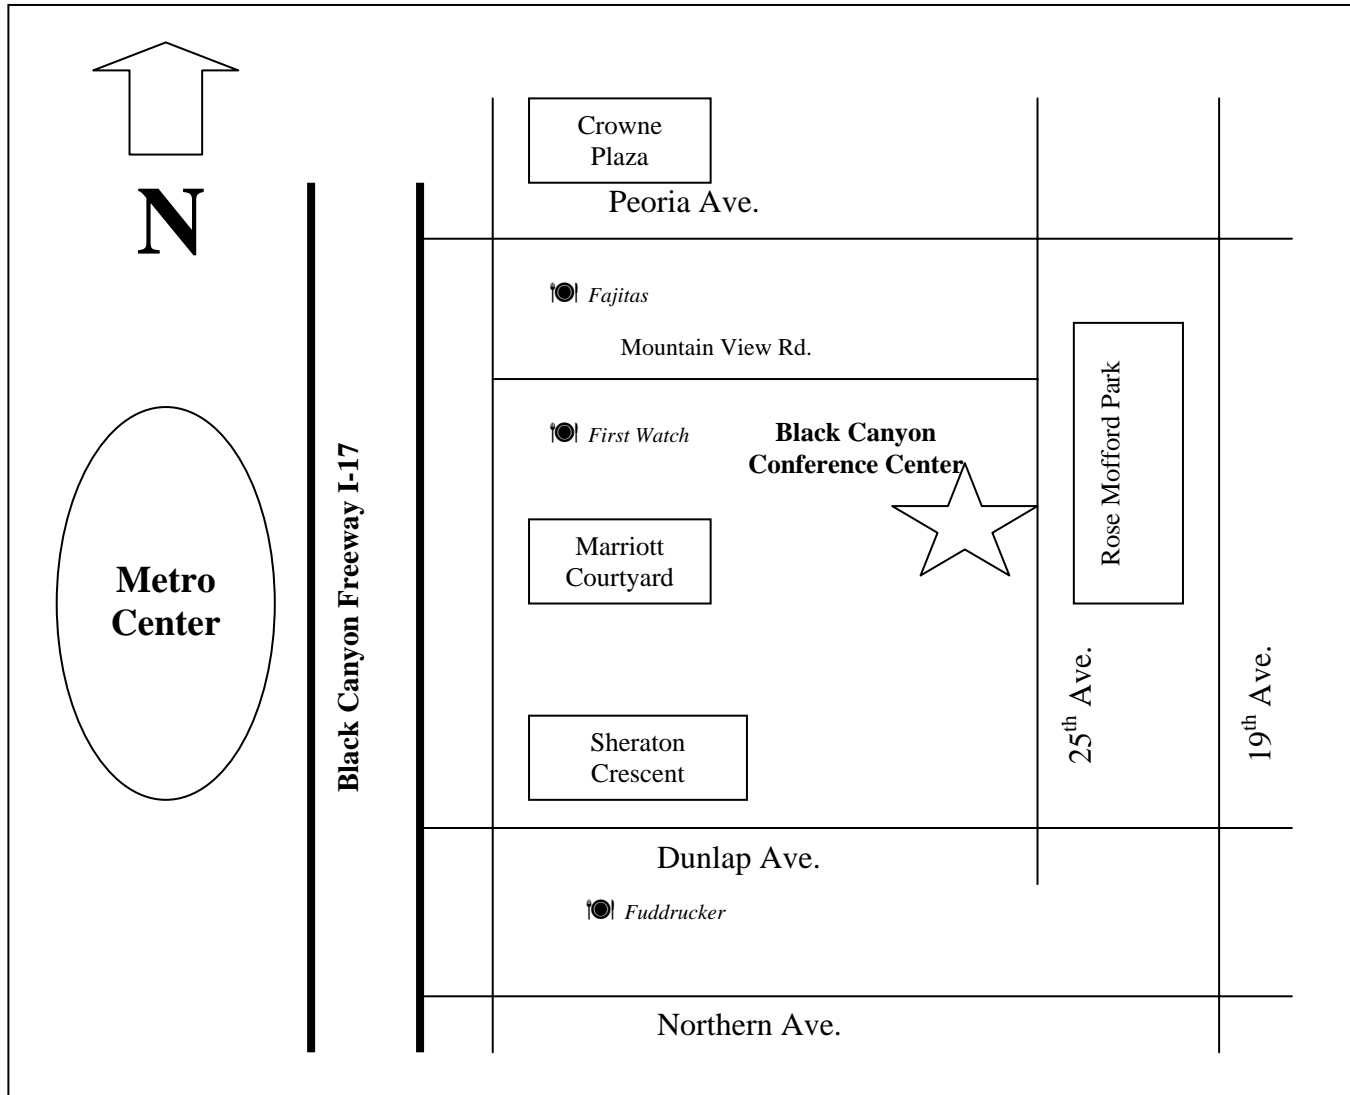 Crowne
Plaza
N
Peoria Ave.
Fajitas
Mountain View Rd.
First Watch
Black Canyon
Conference Center
Rose Mofford Park
Black Canyon Freeway I-17
Marriott
Courtyard
Metro
Center
25th Ave.
19th Ave.
Sheraton
Crescent
Dunlap Ave.
Fuddrucker
Northern Ave.